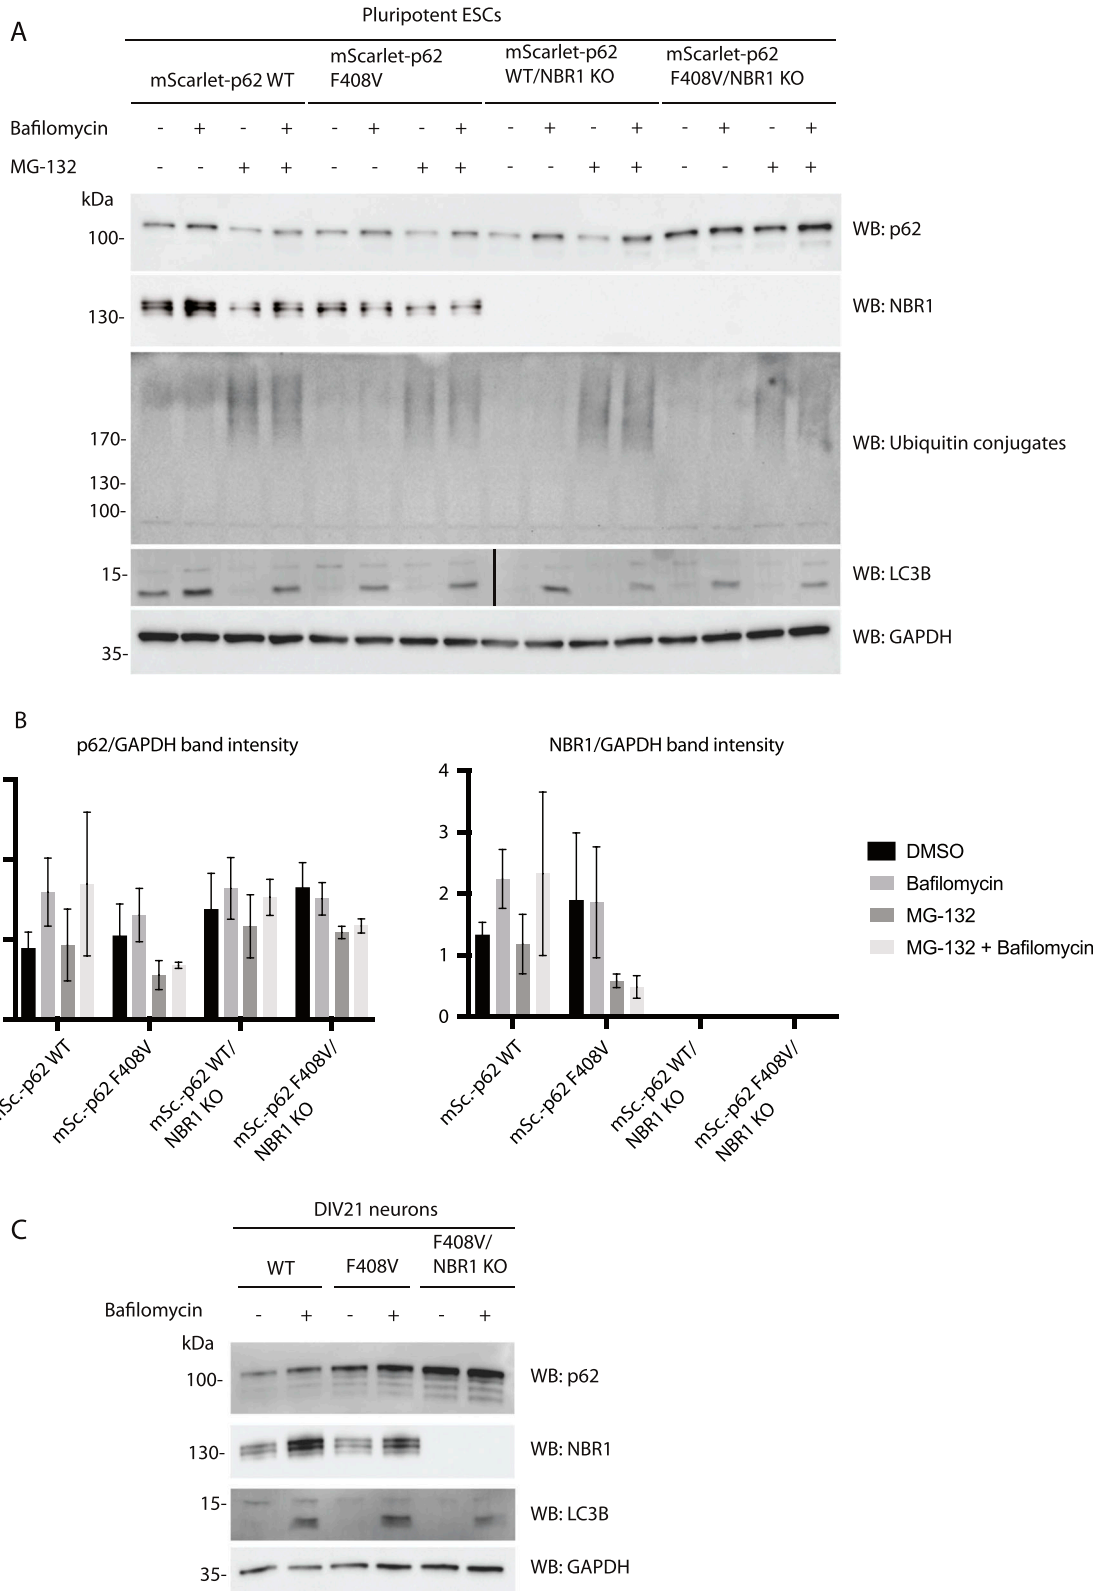 A
Pluripotent ESCs
mScarlet-p62 WT
mScarlet-p62
F408V
mScarlet-p62
WT/NBR1 KO
mScarlet-p62
F408V/NBR1 KO
Bafilomycin - + - + - + - + - + - + - + - +
MG-132 - - + + - - + + - - + + - - + +
kDa
100-
WB: p62
130-
WB: NBR1
170-
130-
100-
WB: Ubiquitin conjugates
15-
WB: LC3B
35-
WB: GAPDH
B
p62/GAPDH band intensity
mSc.-p62 WT
mSc.-p62 F408V
mSc.-p62 WT/
NBR1 KO
mSc.-p62 F408V/
NBR1 KO
NBR1/GAPDH band intensity
4
3
2
1
0
mSc.-p62 WT
mSc.-p62 F408V
mSc.-p62 WT/
NBR1 KO
mSc.-p62 F408V/
NBR1 KO
DMSO
Bafilomycin
MG-132
MG-132 + Bafilomycin
C
DIV21 neurons
WT
F408V
F408V/
NBR1 KO
Bafilomycin - + - + - +
kDa
100-
WB: p62
130-
WB: NBR1
15-
WB: LC3B
35-
WB: GAPDH